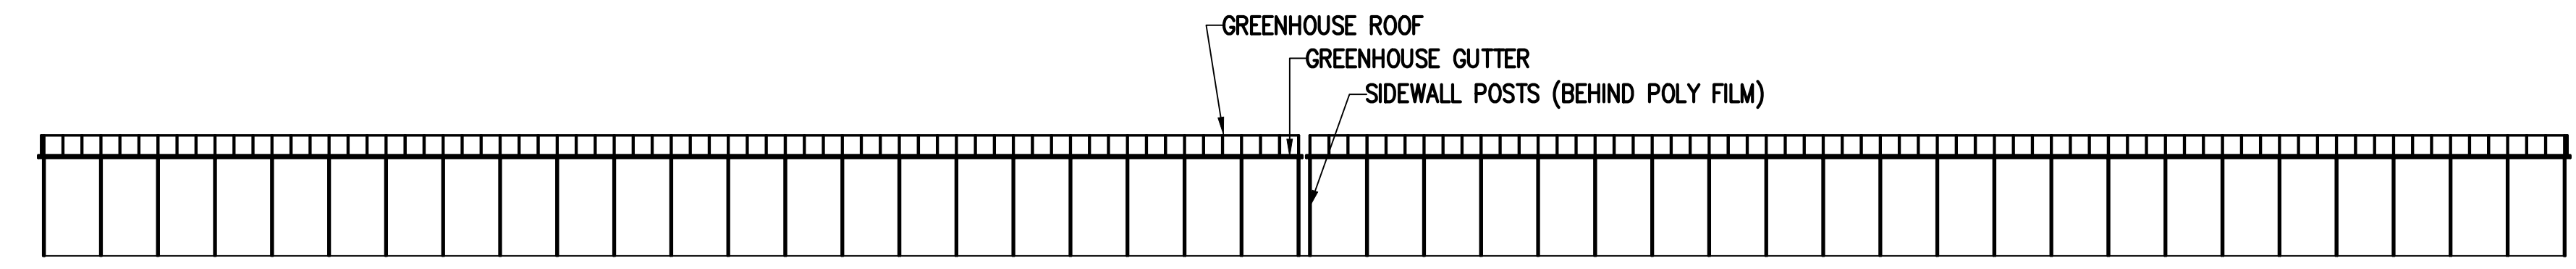 GREENHOUSE ROOF
GREENHOUSE GUTTER
SIDEWALL POSTS (BEHIND POLY FILM)